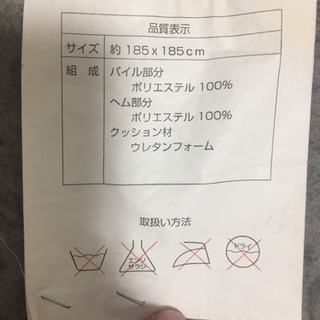 品質表示
サイズ 約185x185cm
組成 パイル部分
ポリエステル 100%
ヘム部分
ポリエステル 100%
クッション材
ウレタンフォーム
取扱い方法
エンソ
サラシ
ドライ